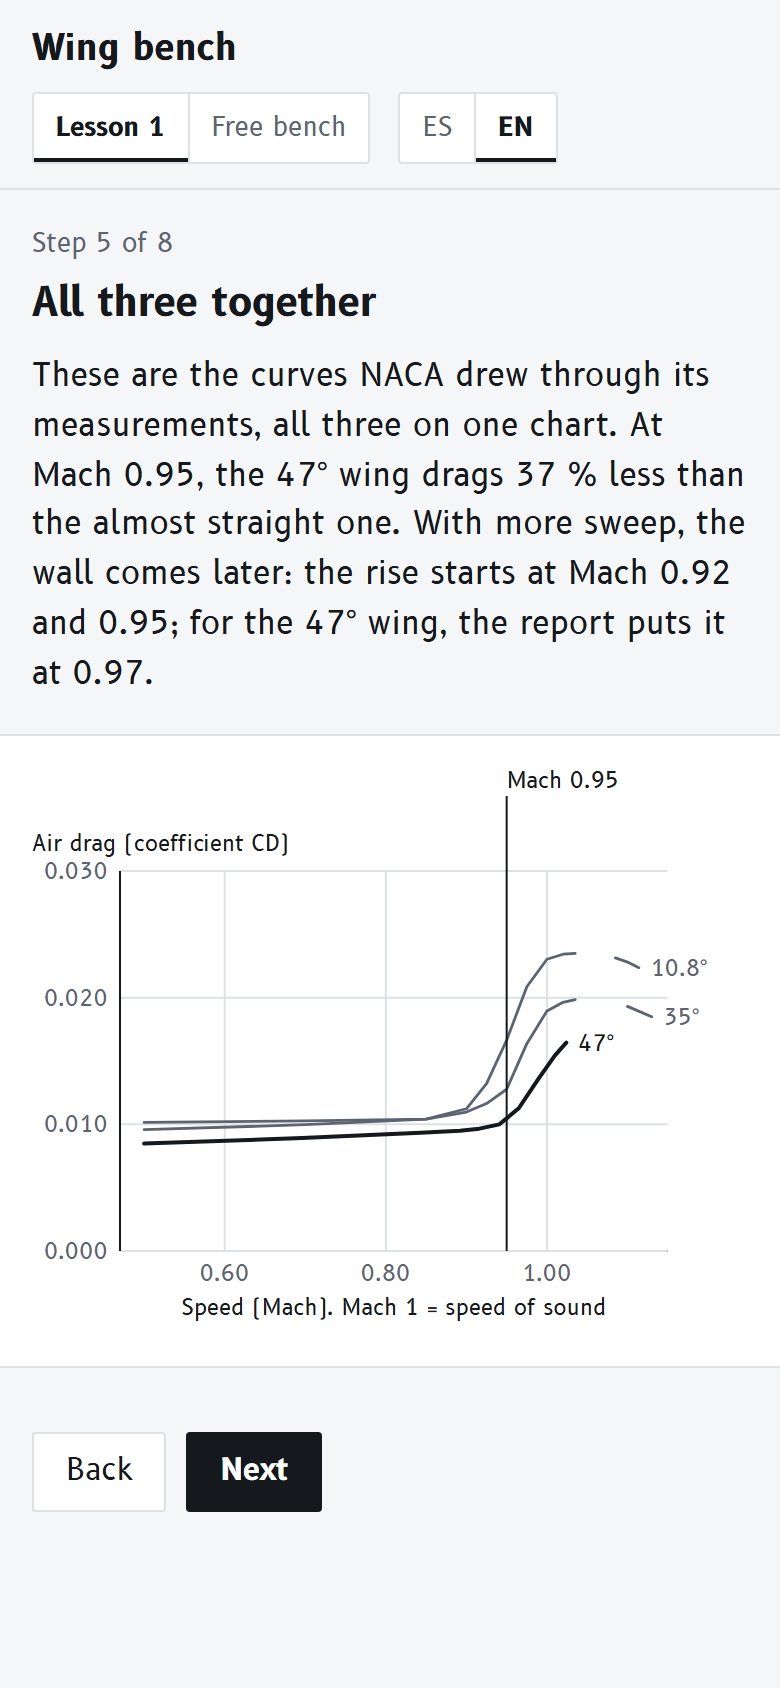 Wing bench
Lesson 1
Free bench
ES
EN
Step 5 of 8
All three together
These are the curves NACA drew through its
measurements, all three on one chart. At
Mach 0.95, the 47° wing drags 37 % less than
the almost straight one. With more sweep, the
wall comes later: the rise starts at Mach 0.92
and 0.95; for the 47° wing, the report puts it
at 0.97.
Mach 0.95
Air drag (coefficient CD)
0.030
10.8°
0.020
35°
47°
0.010
0.000
0.60
0.80
1.00
Speed (Mach). Mach 1 = speed of sound
Back
Next